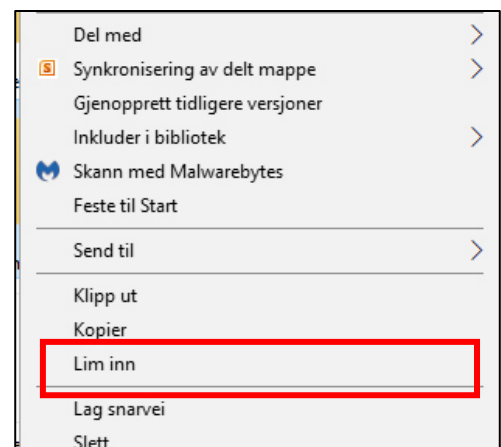 Del med
Synkronisering av delt mappe
Gjenopprett tidligere versjoner
Inkluder i bibliotek
Skann med Malwarebytes
Feste til Start
Send til
Klipp ut
Kopier
Lim inn
Lag snarvei
Slett